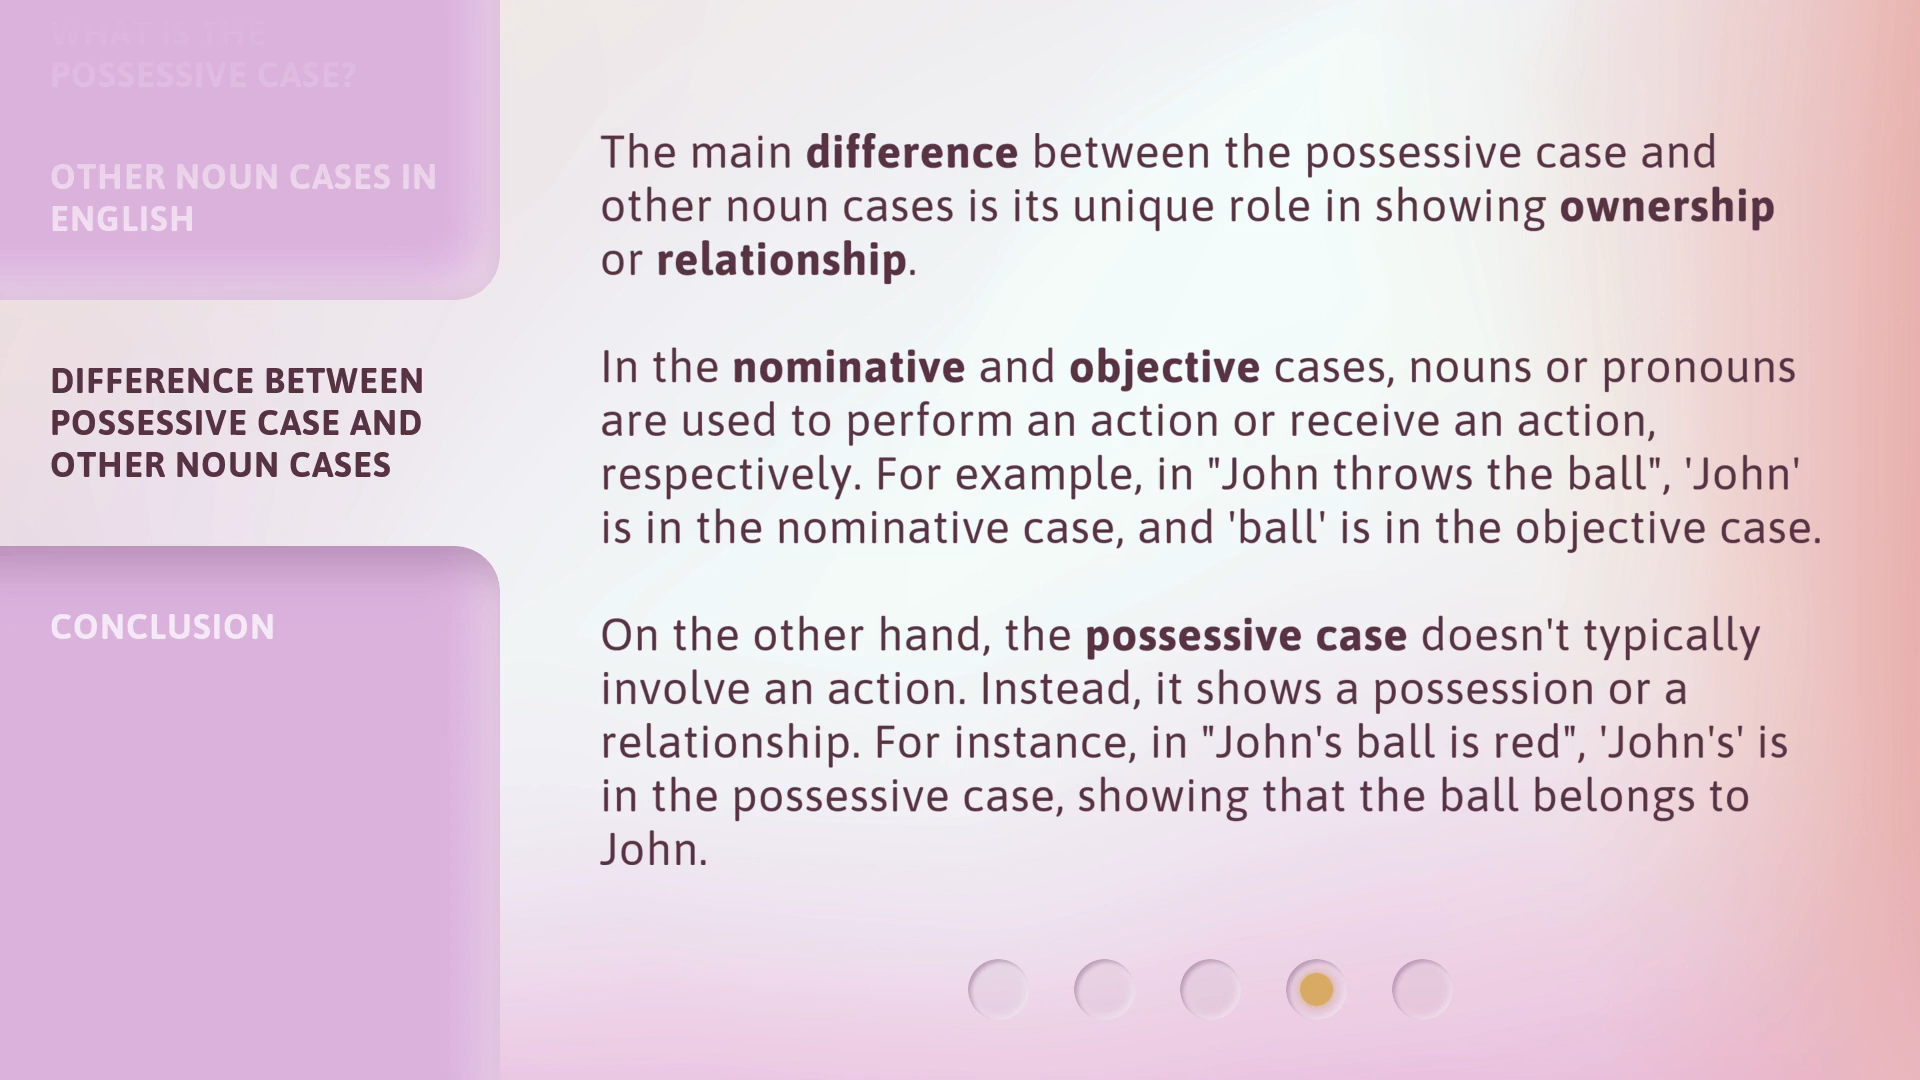 WHAT IS THE
POSSESSIVE CASE?
OTHER NOUN CASES IN
ENGLISH
DIFFERENCE BETWEEN
POSSESSIVE CASE AND
OTHER NOUN CASES
CONCLUSION
The main difference between the possessive case and
other noun cases is its unique role in showing ownership
or relationship.
In the nominative and objective cases, nouns or pronouns
are used to perform an action or receive an action,
respectively. For example, in "John throws the ball", 'John'
is in the nominative case, and 'ball' is in the objective case.
On the other hand, the possessive case doesn't typically
involve an action. Instead, it shows a possession or a
relationship. For instance, in "John's ball is red", 'John's' is
in the possessive case, showing that the ball belongs to
John.